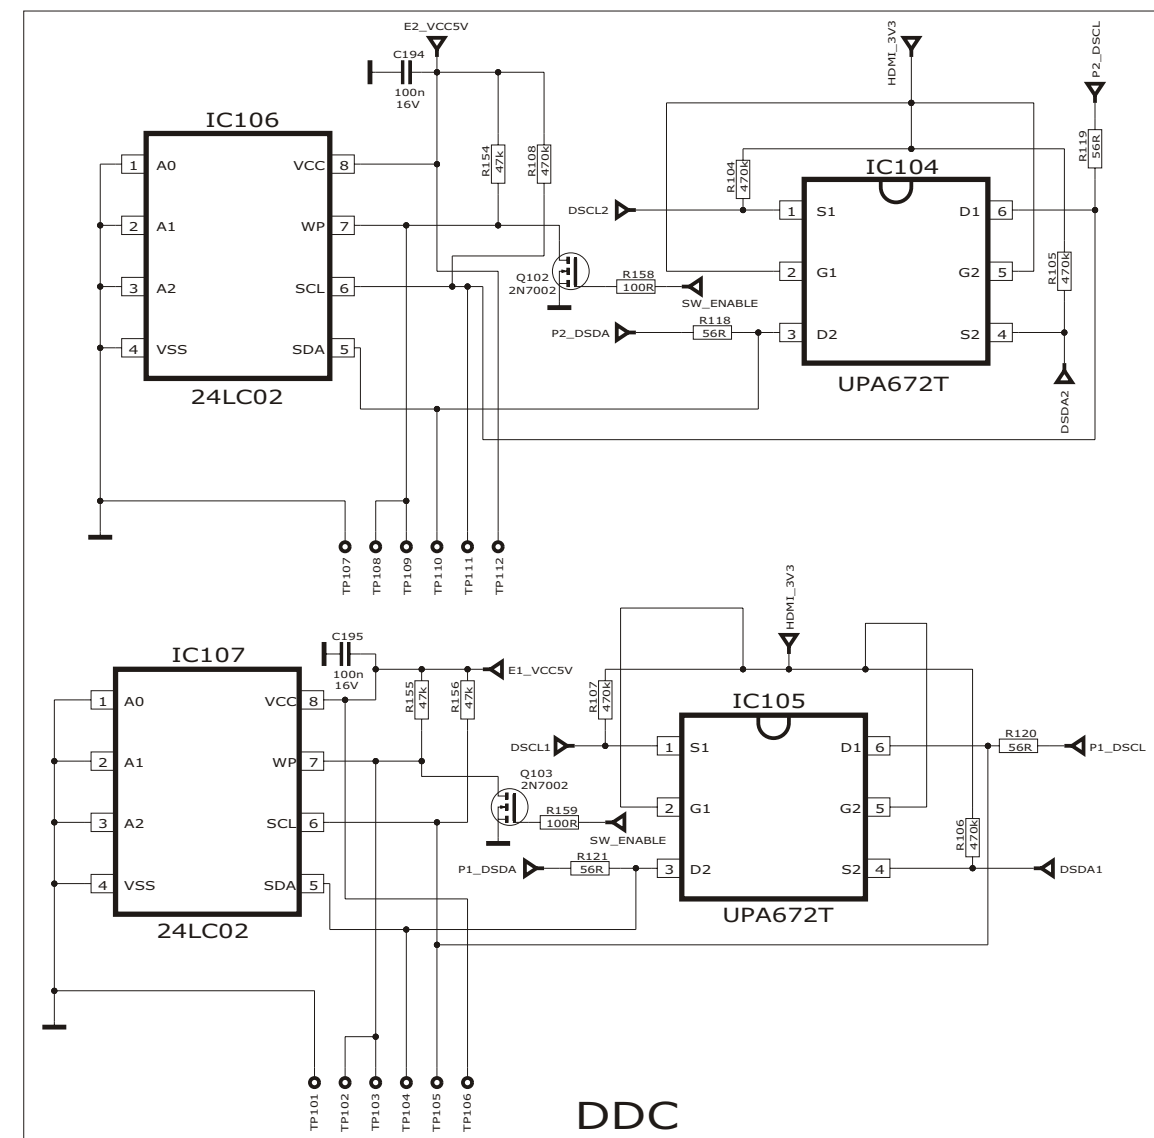 E2_VCC5V
C194
100n
16V
HDMI_3V3
P2_DSCL
IC106
R154
47k
R108
470k
R119
56R
1 A0 VCC 8
2 A1 WP 7
3 A2 SCL 6
4 VSS SDA 5
24LC02
R104
470k
IC104
DSCL2
1 S1 D1 6
2 G1 G2 5
3 D2 S2 4
UPA672T
R105
470k
Q102
2N7002
R158
100R
SW_ENABLE
P2_DSDA
R118
56R
DSDA2
TP107
TP108
TP109
TP110
TP111
TP112
HDMI_3V3
C195
100n
16V
E1_VCC5V
IC107
R155
47k
R156
47k
1 A0 VCC 8
2 A1 WP 7
3 A2 SCL 6
4 VSS SDA 5
24LC02
R107
470k
IC105
DSCL1
1 S1 D1 6
2 G1 G2 5
3 D2 S2 4
UPA672T
R120
56R
P1_DSCL
Q103
2N7002
R159
100R
SW_ENABLE
R106
470k
P1_DSDA
R121
56R
DSDA1
TP101
TP102
TP103
TP104
TP105
TP106
DDC